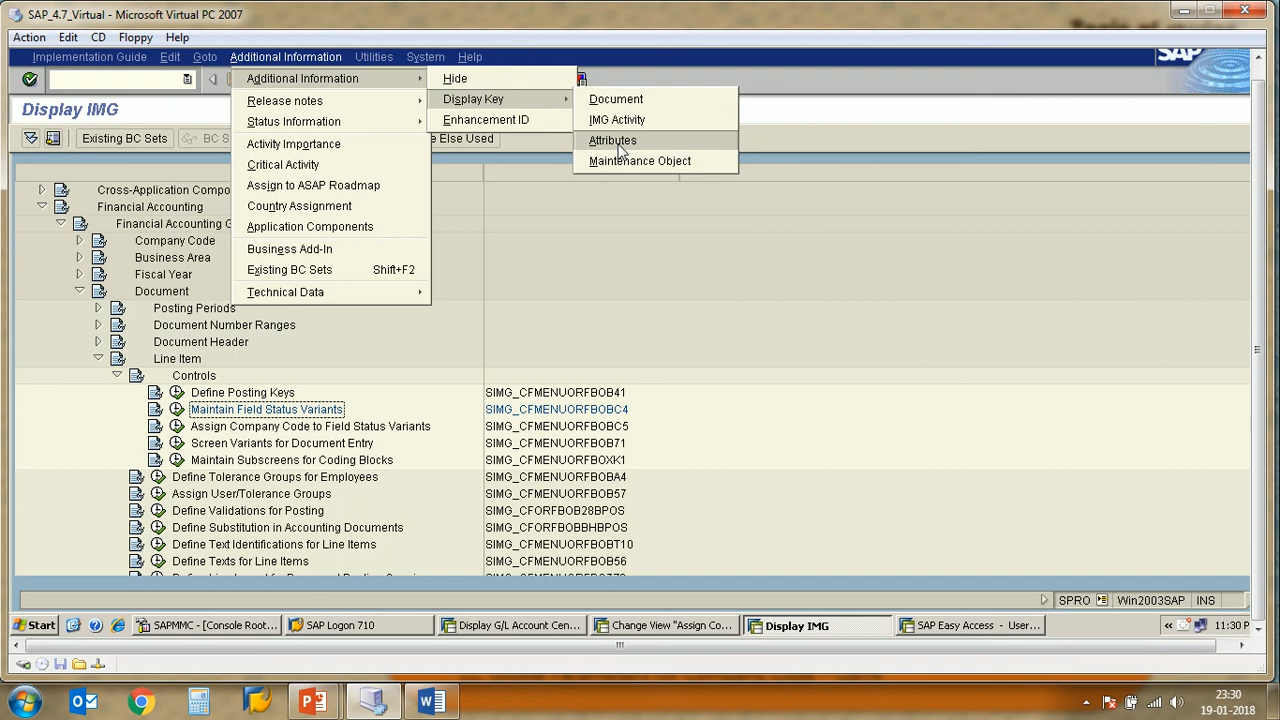 SAP_4.7_Virtual - Microsoft Virtual PC 2007
Action Edit CD Floppy Help
Implementation Guide Edit Goto Additional Information Utilities System Help
SAP
Additional Information
Release notes
Status Information
Activity Importance
Critical Activity
Assign to ASAP Roadmap
Country Assignment
Application Components
Business Add-In
Existing BC Sets Shift+F2
Technical Data
Hide
Display Key
Enhancement ID
Document
IMG Activity
Attributes
Maintenance Object
Display IMG
Existing BC Sets BC S e Else Used
Cross-Application Compo
Financial Accounting
Financial Accounting G
Company Code
Business Area
Fiscal Year
Document
Posting Periods
Document Number Ranges
Document Header
Line Item
Controls
Define Posting Keys SIMG_CFMENUORFBOB41
Maintain Field Status Variants SIMG_CFMENUORFBOBC4
Assign Company Code to Field Status Variants SIMG_CFMENUORFBOBC5
Screen Variants for Document Entry SIMG_CFMENUORFBOB71
Maintain Subscreens for Coding Blocks SIMG_CFMENUORFBOXK1
Define Tolerance Groups for Employees SIMG_CFMENUORFBOBA4
Assign User/Tolerance Groups SIMG_CFMENUORFBOB57
Define Validations for Posting SIMG_CFORFBOB28BPOS
Define Substitution in Accounting Documents SIMG_CFORFBOBBHBPOS
Define Text Identifications for Line Items SIMG_CFMENUORFBOBT10
Define Texts for Line Items SIMG_CFMENUORFBOB56
SPRO Win2003SAP INS
Start SAPMMC - [Console Root... SAP Logon 710 Display G/L Account Cen... Change View "Assign Co... Display IMG SAP Easy Access - User... « 11:30 P
23:30
19-01-2018